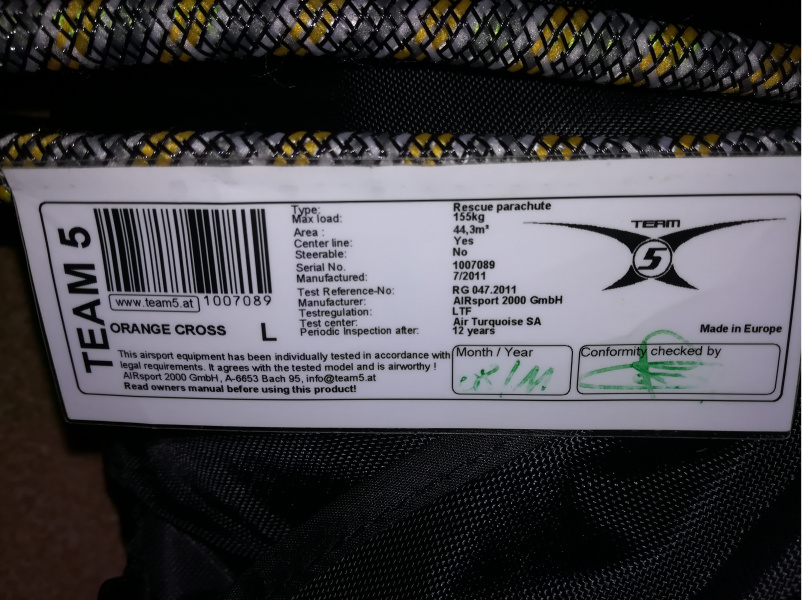 TEAM 5
www.team5.at
1007089
ORANGE CROSS L
Type: Rescue parachute
Max load: 155kg
Area : 44,3m²
Center line: Yes
Steerable: No
Serial No. 1007089
Manufactured: 7/2011
Test Reference-No: RG 047.2011
Manufacturer: AIRsport 2000 GmbH
Testregulation: LTF
Test center: Air Turquoise SA
Periodic Inspection after: 12 years
TEAM
5
Made in Europe
This airsport equipment has been individually tested in accordance with
legal requirements. It agrees with the tested model and is airworthy !
AIRsport 2000 GmbH , A-6653 Bach 95, info@team5.at
Read owners manual before using this product!
Month / Year
Conformity checked by